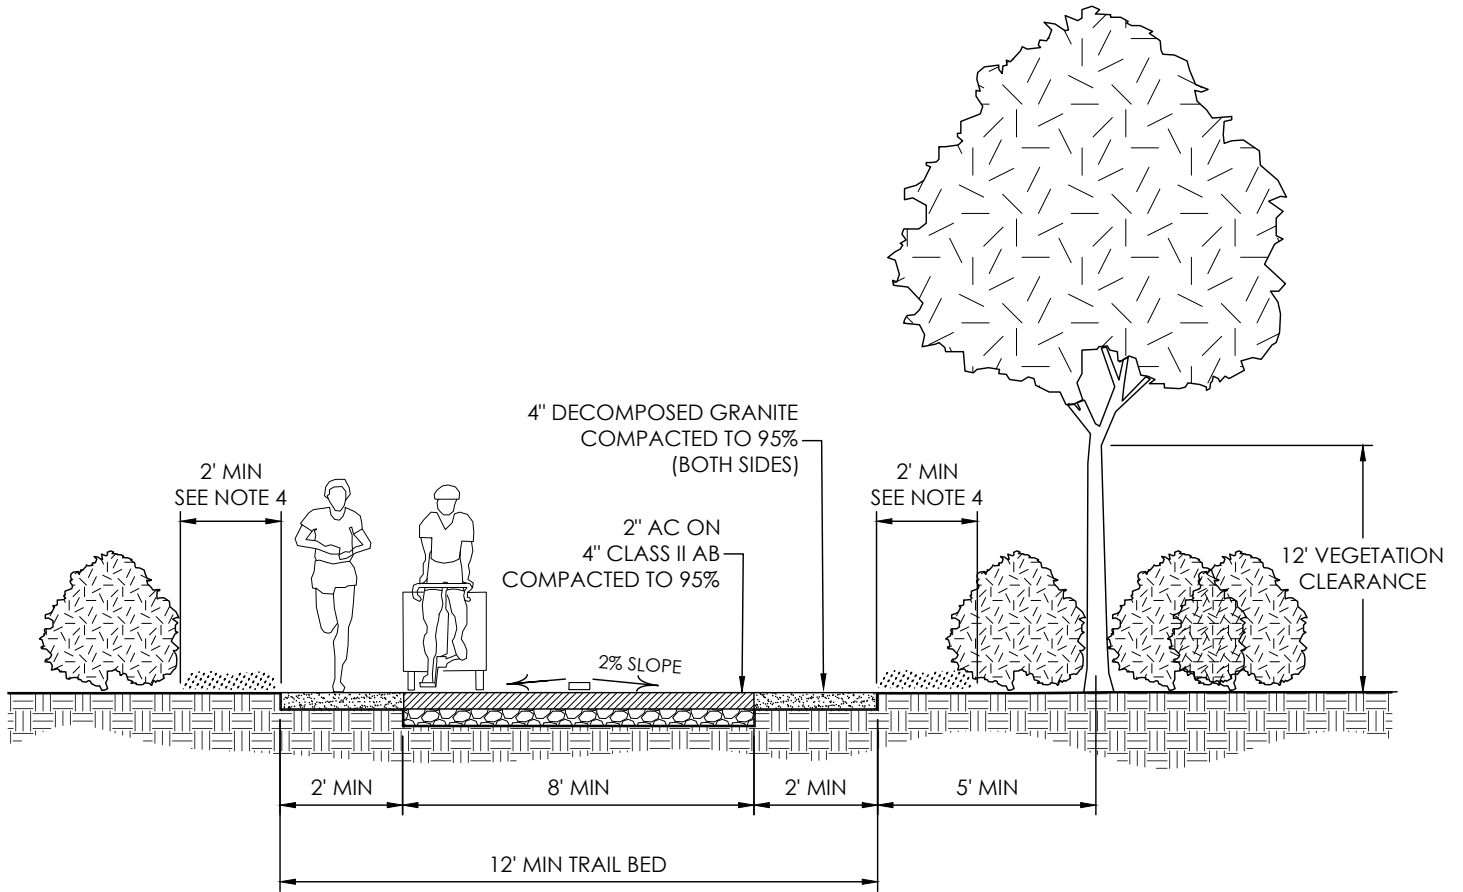 4" DECOMPOSED GRANITE
COMPACTED TO 95%
(BOTH SIDES)
2' MIN
SEE NOTE 4
2' MIN
SEE NOTE 4
2" AC ON
4" CLASS II AB
COMPACTED TO 95%
12' VEGETATION
CLEARANCE
2% SLOPE
2' MIN
8' MIN
2' MIN
5' MIN
12' MIN TRAIL BED